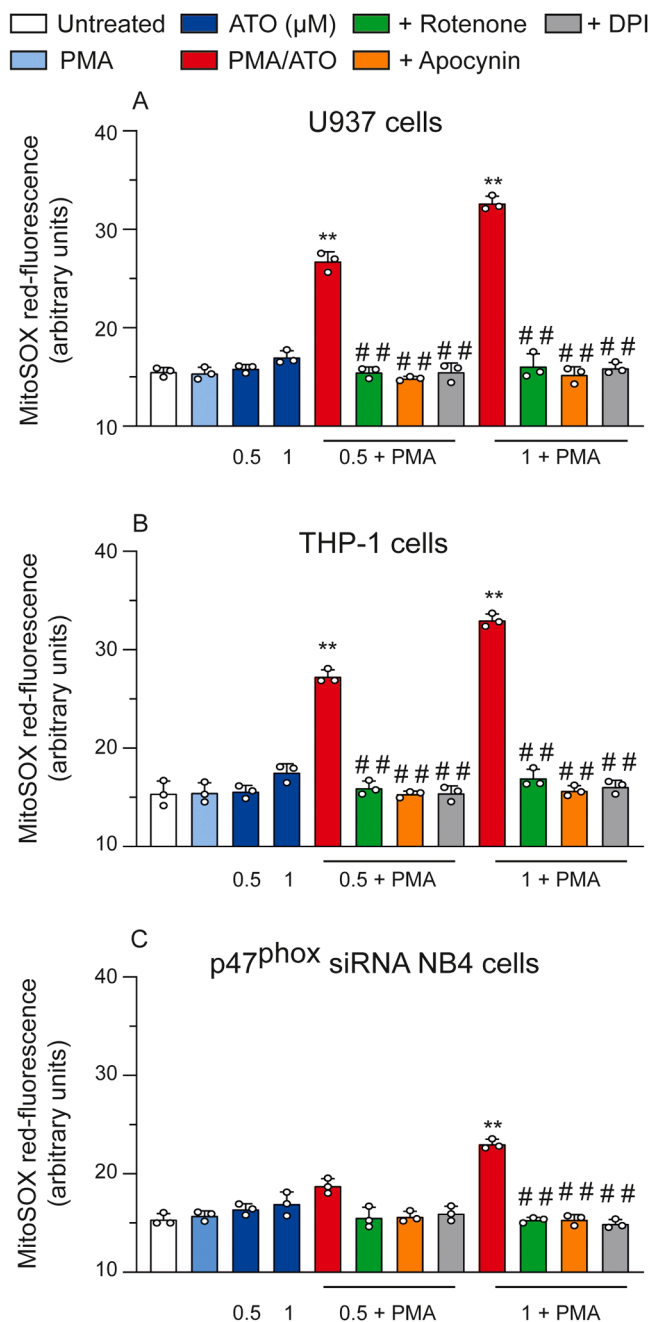 Untreated ATO (µM) + Rotenone + DPI
PMA PMA/ATO + Apocynin
A
U937 cells
MitoSOX red-fluorescence
(arbitrary units)
40
30
20
10
**
# #
# #
# #
**
# #
# #
# #
0.5 1 0.5 + PMA 1 + PMA
B
THP-1 cells
MitoSOX red-fluorescence
(arbitrary units)
40
30
20
10
**
# #
# #
# #
**
# #
# #
# #
0.5 1 0.5 + PMA 1 + PMA
C
p47phox siRNA NB4 cells
MitoSOX red-fluorescence
(arbitrary units)
40
30
20
10
**
# #
# #
# #
0.5 1 0.5 + PMA 1 + PMA